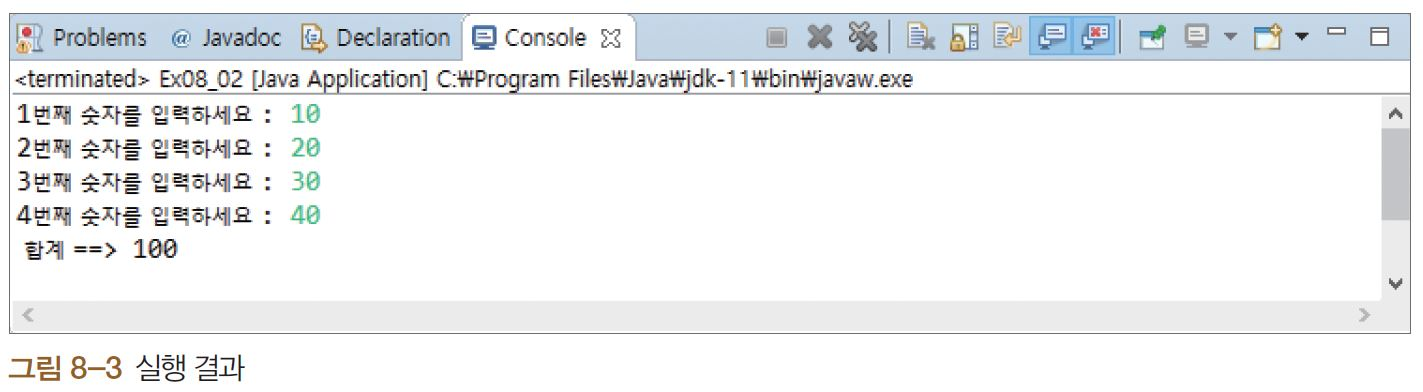 Problems @ Javadoc Declaration Console
<terminated> Ex08_02 [Java Application] C:₩Program Files₩Java₩jdk-11₩bin₩javaw.exe
1번째 숫자를 입력하세요 : 10
2번째 숫자를 입력하세요 : 20
3번째 숫자를 입력하세요 : 30
4번째 숫자를 입력하세요 : 40
합계 ==> 100
그림 8-3 실행 결과